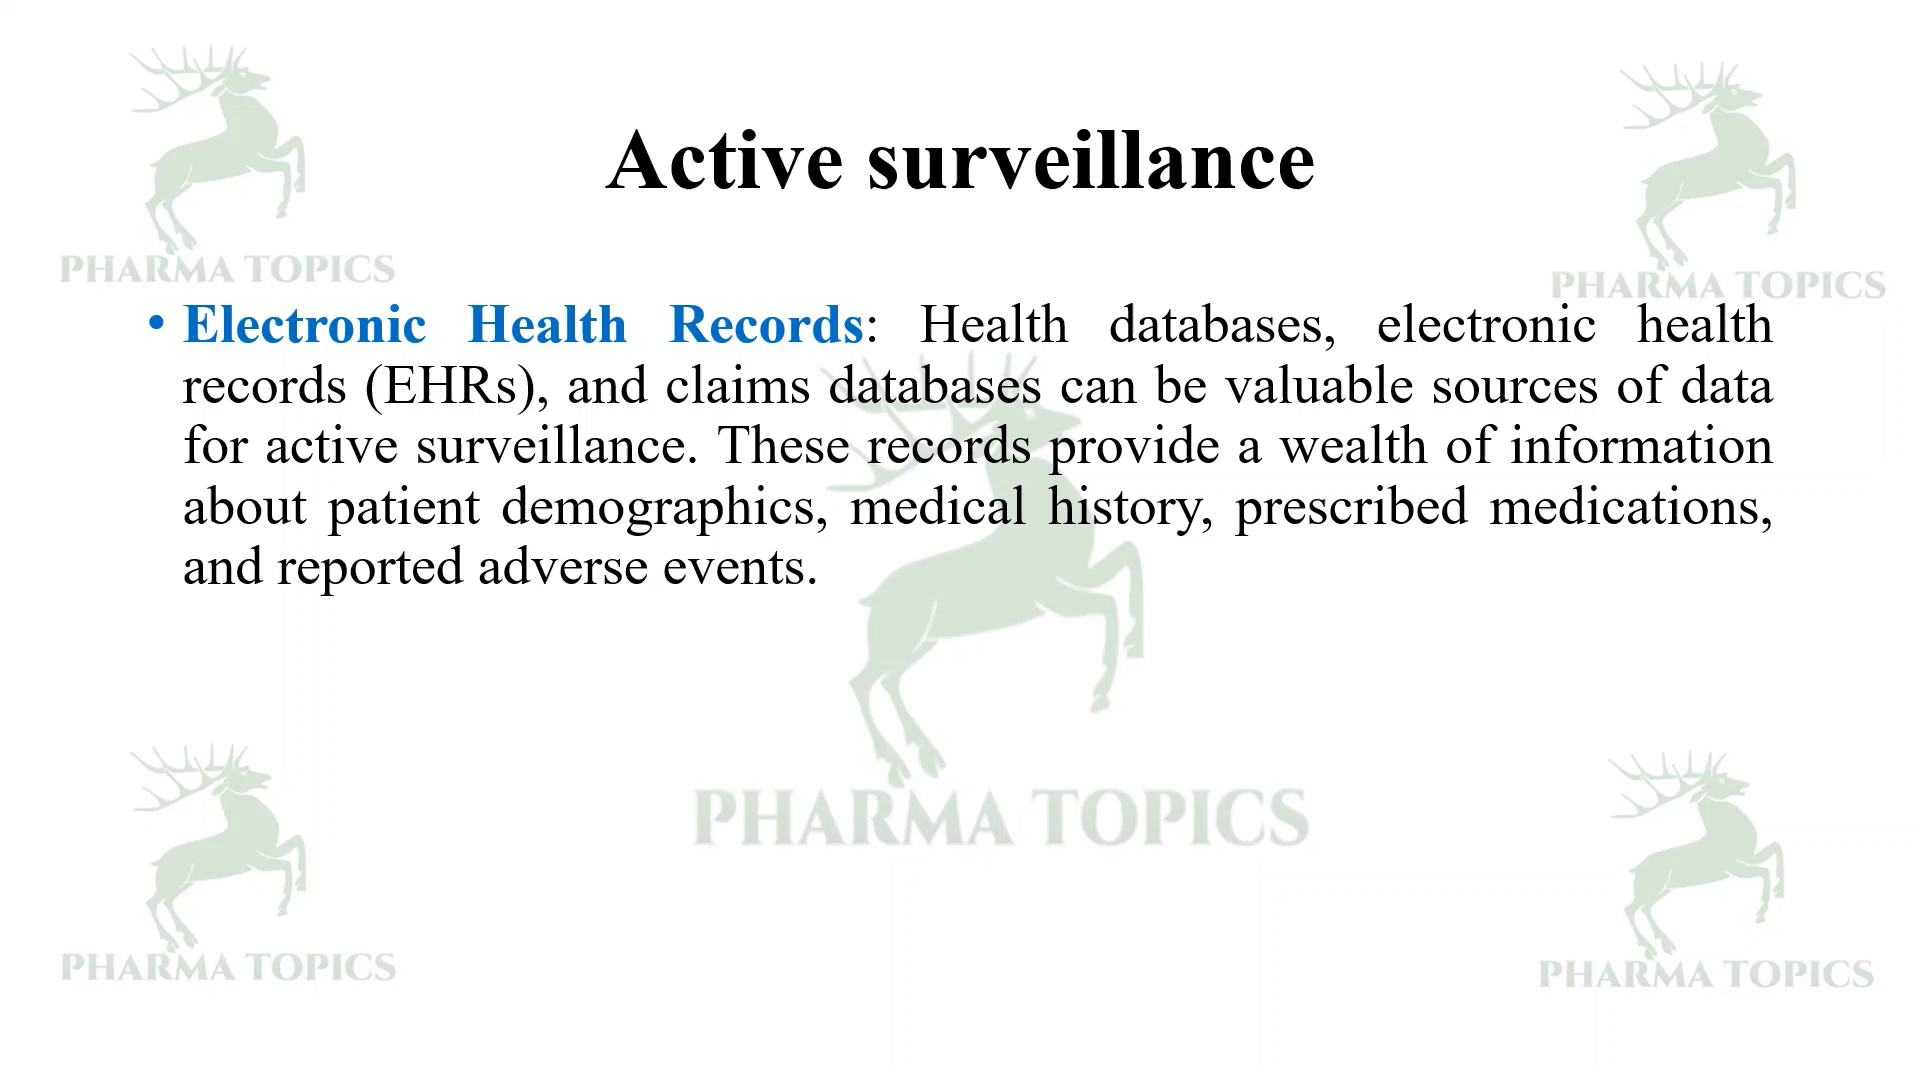 PHARMA TOPICS
PHARMA TOPICS
Active surveillance
• Electronic Health Records: Health databases, electronic health
records (EHRs), and claims databases can be valuable sources of data
for active surveillance. These records provide a wealth of information
about patient demographics, medical history, prescribed medications,
and reported adverse events.
PHARMA TOPICS
PHARMA TOPICS
PHARMA TOPICS